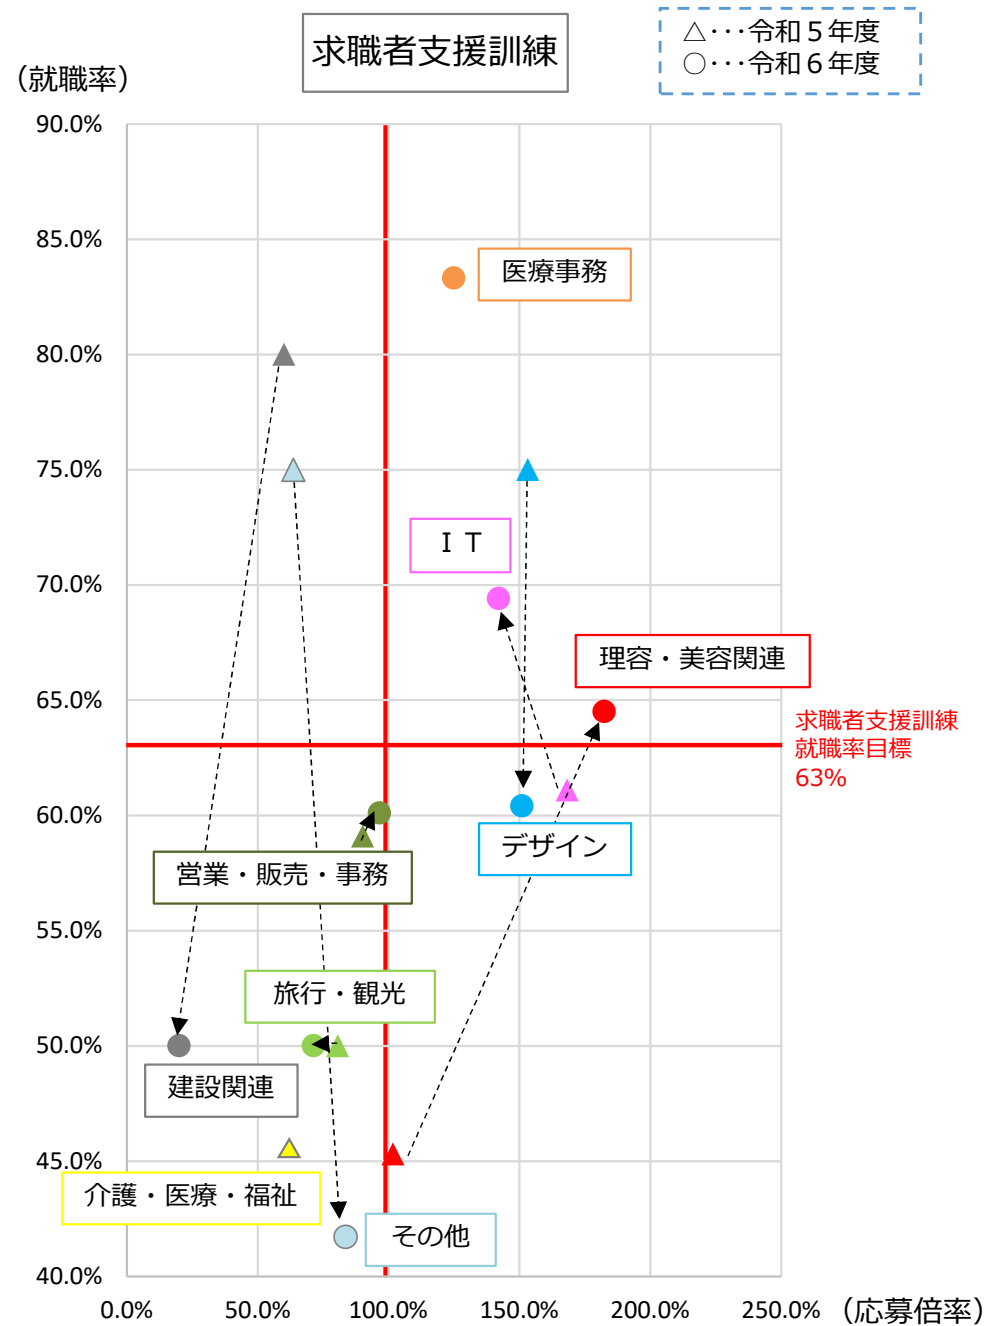 求職者支援訓練
△･･･令和５年度
○･･･令和６年度
（就職率）
90.0%
85.0%
医療事務
80.0%
75.0%
ＩＴ
70.0%
理容・美容関連
65.0%
求職者支援訓練
就職率目標
63%
60.0%
デザイン
営業・販売・事務
55.0%
旅行・観光
50.0%
建設関連
45.0%
介護・医療・福祉
その他
40.0%
0.0% 50.0% 100.0% 150.0% 200.0% 250.0% （応募倍率）